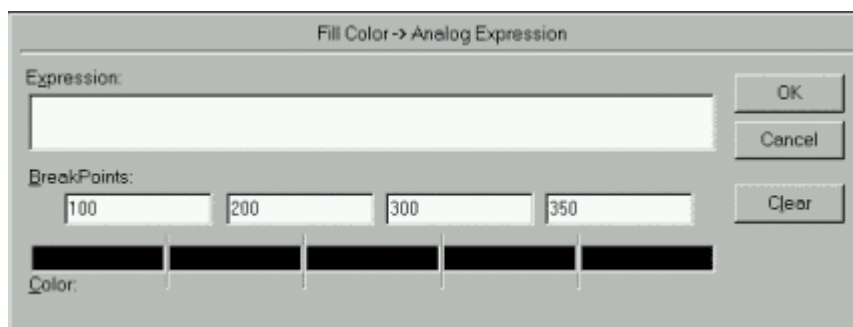 Fill Color -> Analog Expression
Expression:
OK
Cancel
BreakPoints:
100 200 300 350
Clear
Color: